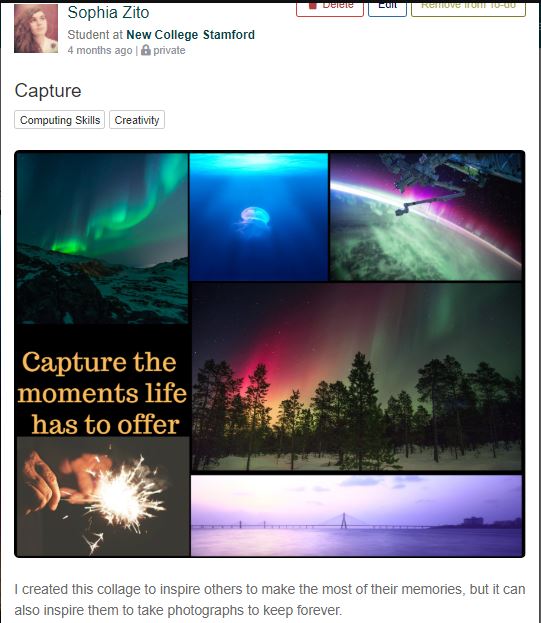 Sophia Zito
Delete
Edit
Remove from To-do
Student at New College Stamford
4 months ago | private
Capture
Computing Skills
Creativity
Capture the
moments life
has to offer
I created this collage to inspire others to make the most of their memories, but it can
also inspire them to take photographs to keep forever.